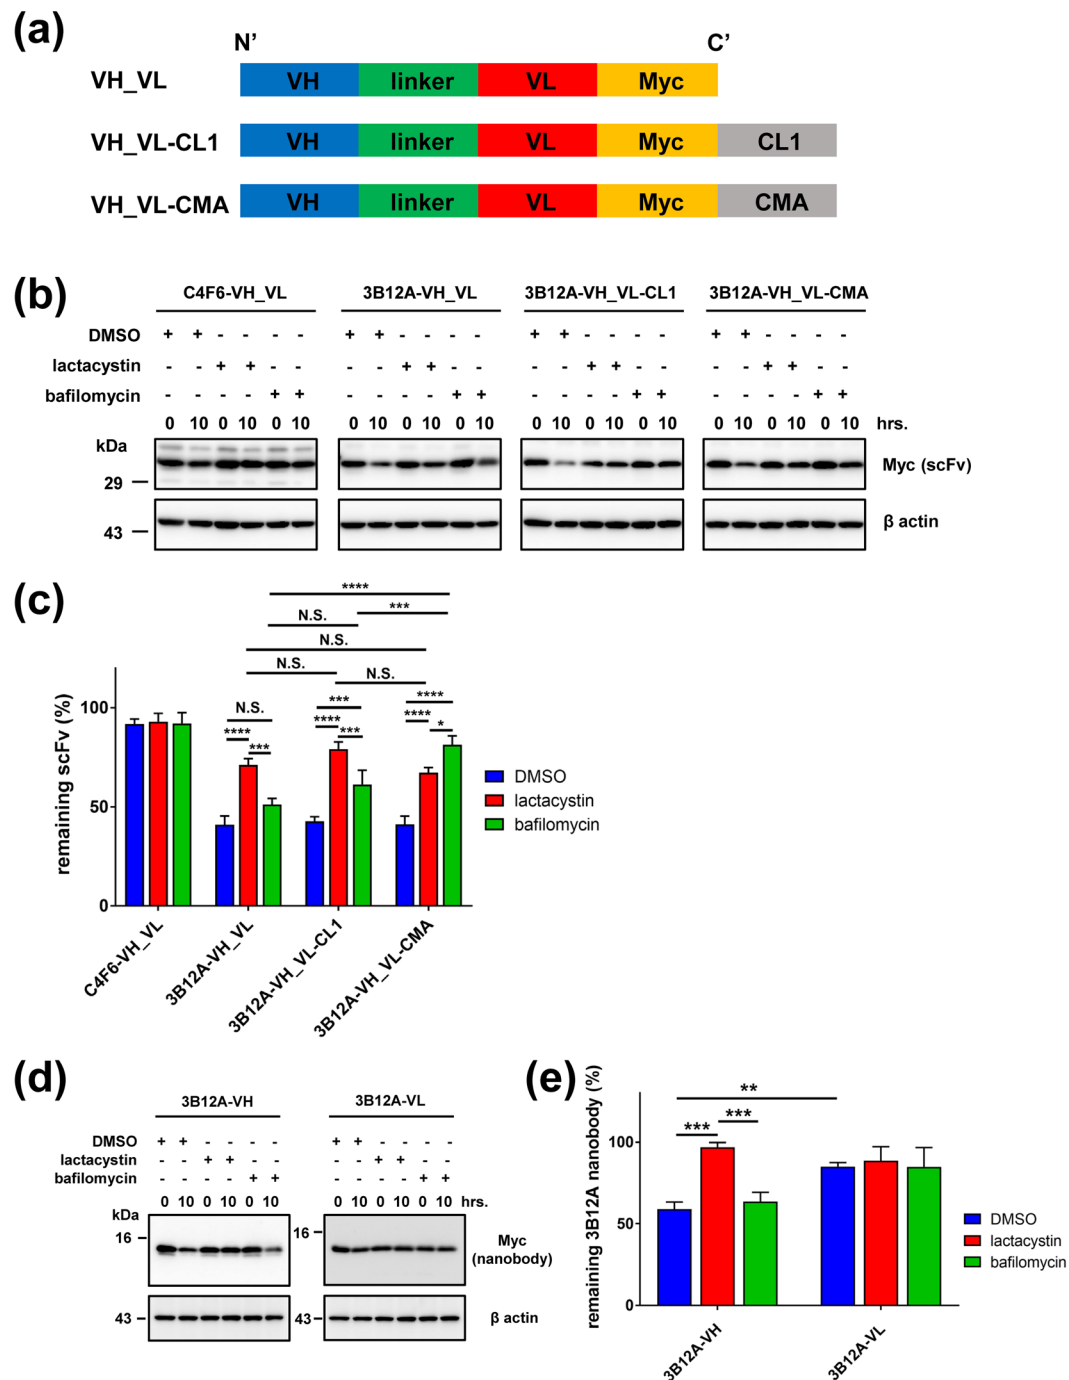 (a)
N’ C’
VH_VL VH linker VL Myc
VH_VL-CL1 VH linker VL Myc CL1
VH_VL-CMA VH linker VL Myc CMA
(b)
C4F6-VH_VL 3B12A-VH_VL 3B12A-VH_VL-CL1 3B12A-VH_VL-CMA
DMSO + + - - - - + + - - - - + + - - - - + + - - - -
lactacystin - - + + - - - - + + - - - - + + - - - - + + - -
bafilomycin - - - - + + - - - - + + - - - - + + - - - - + +
0 10 0 10 0 10 0 10 0 10 0 10 0 10 0 10 0 10 0 10 0 10 0 10 hrs.
kDa
29
Myc (scFv)
43
β actin
(c)
****
***
N.S.
N.S.
N.S.
N.S.
remaining scFv (%)
100
50
0
N.S.
**** ***
***
**** ***
****
**** *
DMSO
lactacystin
bafilomycin
C4F6-VH_VL
3B12A-VH_VL
3B12A-VH_VL-CL1
3B12A-VH_VL-CMA
(d)
3B12A-VH 3B12A-VL
DMSO + + - - - - + + - - - -
lactacystin - - + + - - - - + + - -
bafilomycin - - - - + + - - - - + +
0 10 0 10 0 10 0 10 0 10 0 10 hrs.
kDa
16 16
Myc
(nanobody)
43 43
β actin
(e)
remaining 3B12A nanobody (%)
100
50
0
**
*** ***
DMSO
lactacystin
bafilomycin
3B12A-VH
3B12A-VL